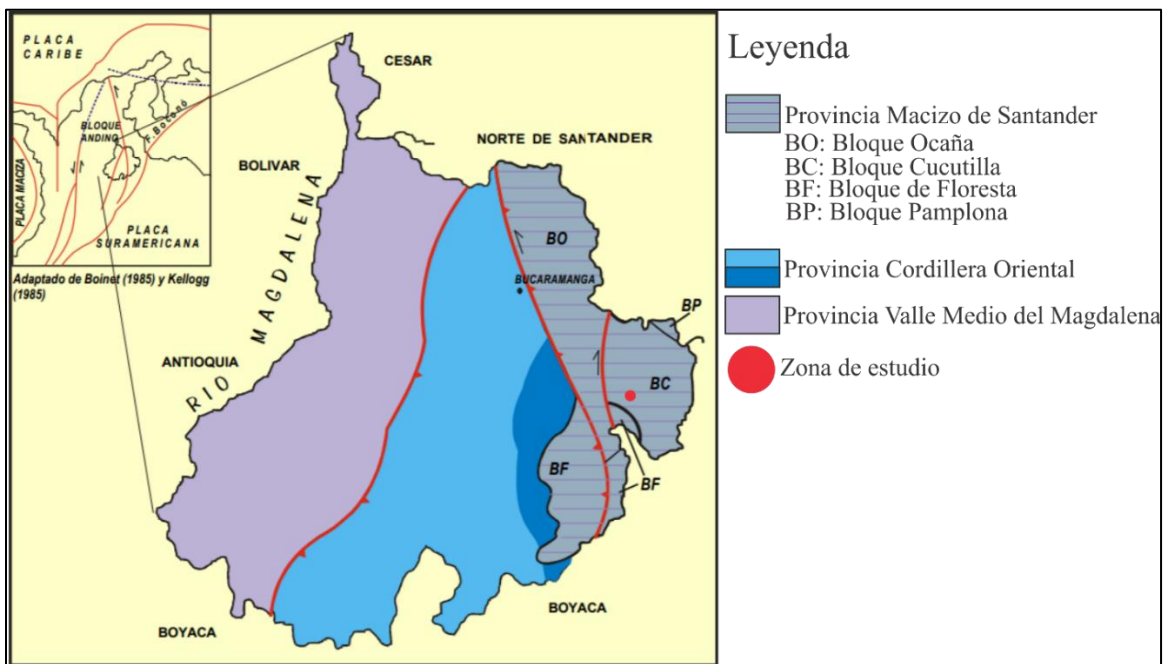 PLACA
CARIBE
BLOQUE
ANDINO
F. Boconó
PLACA MACIZA
PLACA
SURAMERICANA
Adaptado de Boinet (1985) y Kellogg
(1985)
CESAR
NORTE DE SANTANDER
BOLIVAR
RIO MAGDALENA
ANTIOQUIA
BO
BUCARAMANGA
BP
BC
BF
BF
BOYACA
BOYACA
Leyenda
Provincia Macizo de Santander
BO: Bloque Ocaña
BC: Bloque Cucutilla
BF: Bloque de Floresta
BP: Bloque Pamplona
Provincia Cordillera Oriental
Provincia Valle Medio del Magdalena
Zona de estudio